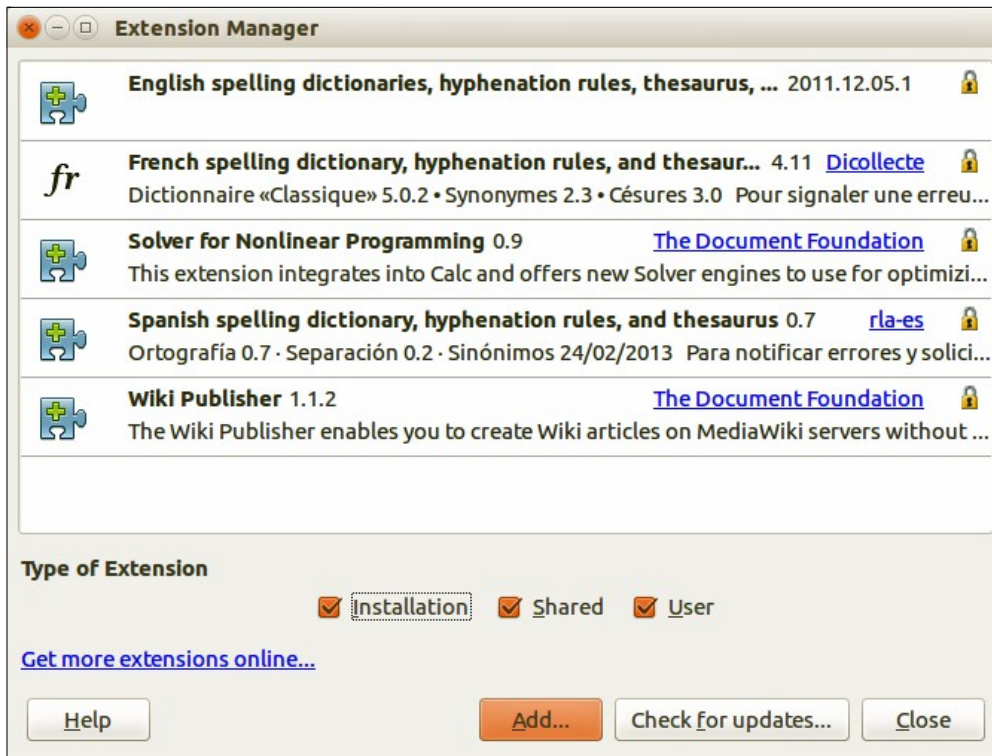 Extension Manager
English spelling dictionaries, hyphenation rules, thesaurus, ... 2011.12.05.1
fr French spelling dictionary, hyphenation rules, and thesaur... 4.11 Dicollecte
Dictionnaire «Classique» 5.0.2 • Synonymes 2.3 • Césures 3.0 Pour signaler une erreu...
Solver for Nonlinear Programming 0.9 The Document Foundation
This extension integrates into Calc and offers new Solver engines to use for optimizi...
Spanish spelling dictionary, hyphenation rules, and thesaurus 0.7 rla-es
Ortografía 0.7 · Separación 0.2 · Sinónimos 24/02/2013 Para notificar errores y solici...
Wiki Publisher 1.1.2 The Document Foundation
The Wiki Publisher enables you to create Wiki articles on MediaWiki servers without ...
Type of Extension
Installation Shared User
Get more extensions online...
Help Add... Check for updates... Close